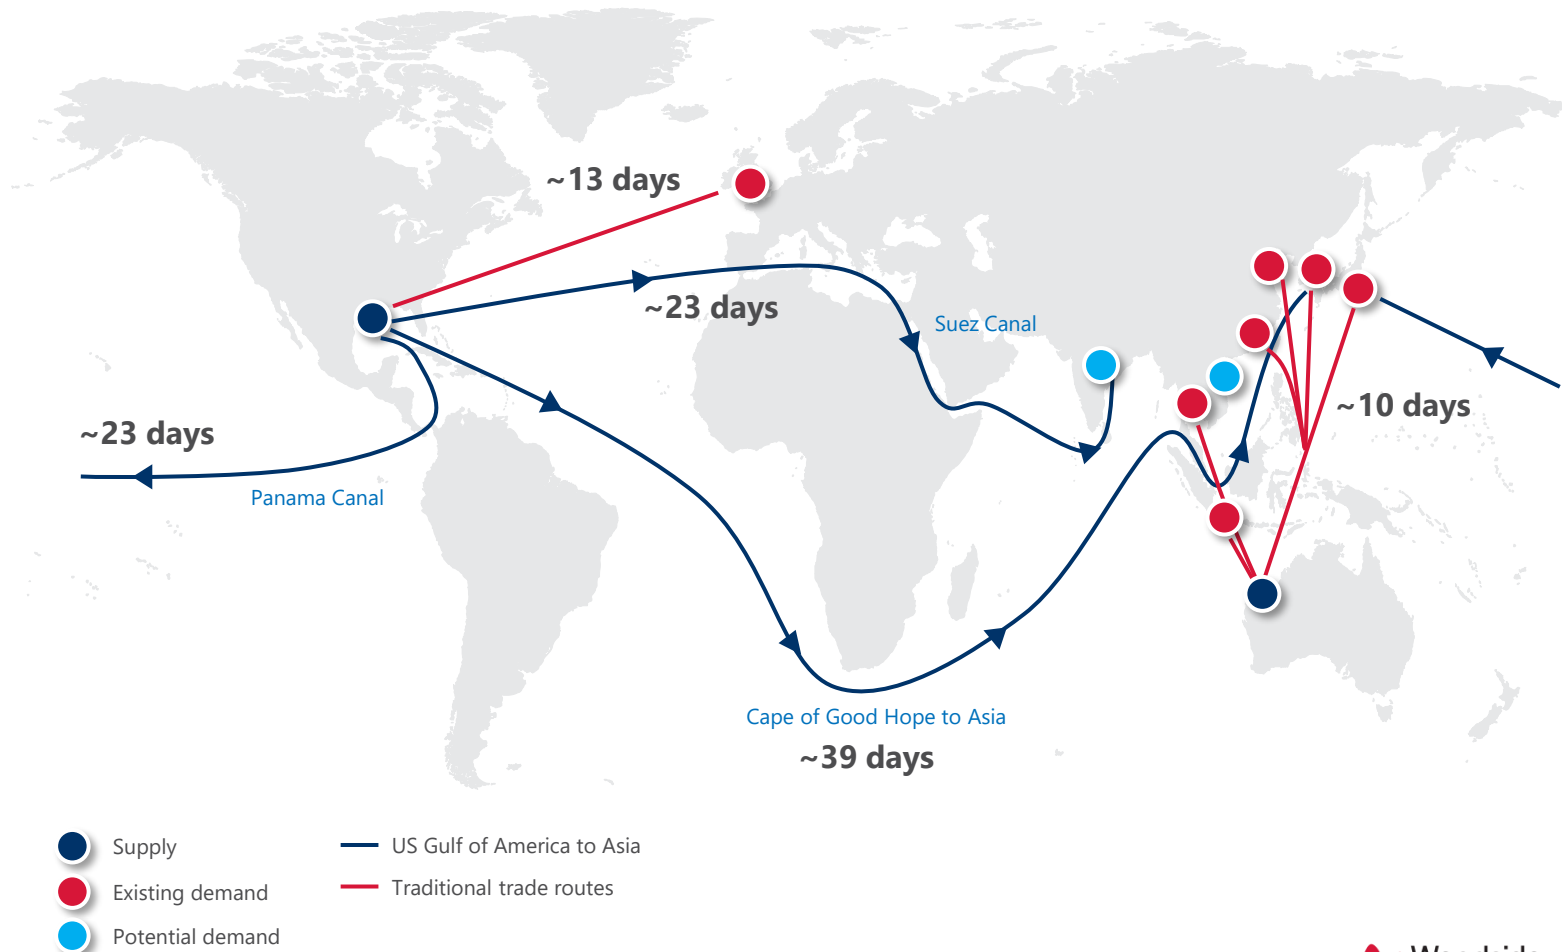 ~13 days
~23 days
Suez Canal
~10 days
~23 days
Panama Canal
Cape of Good Hope to Asia
~39 days
Supply
US Gulf of America to Asia
Existing demand
Traditional trade routes
Potential demand
Woodside